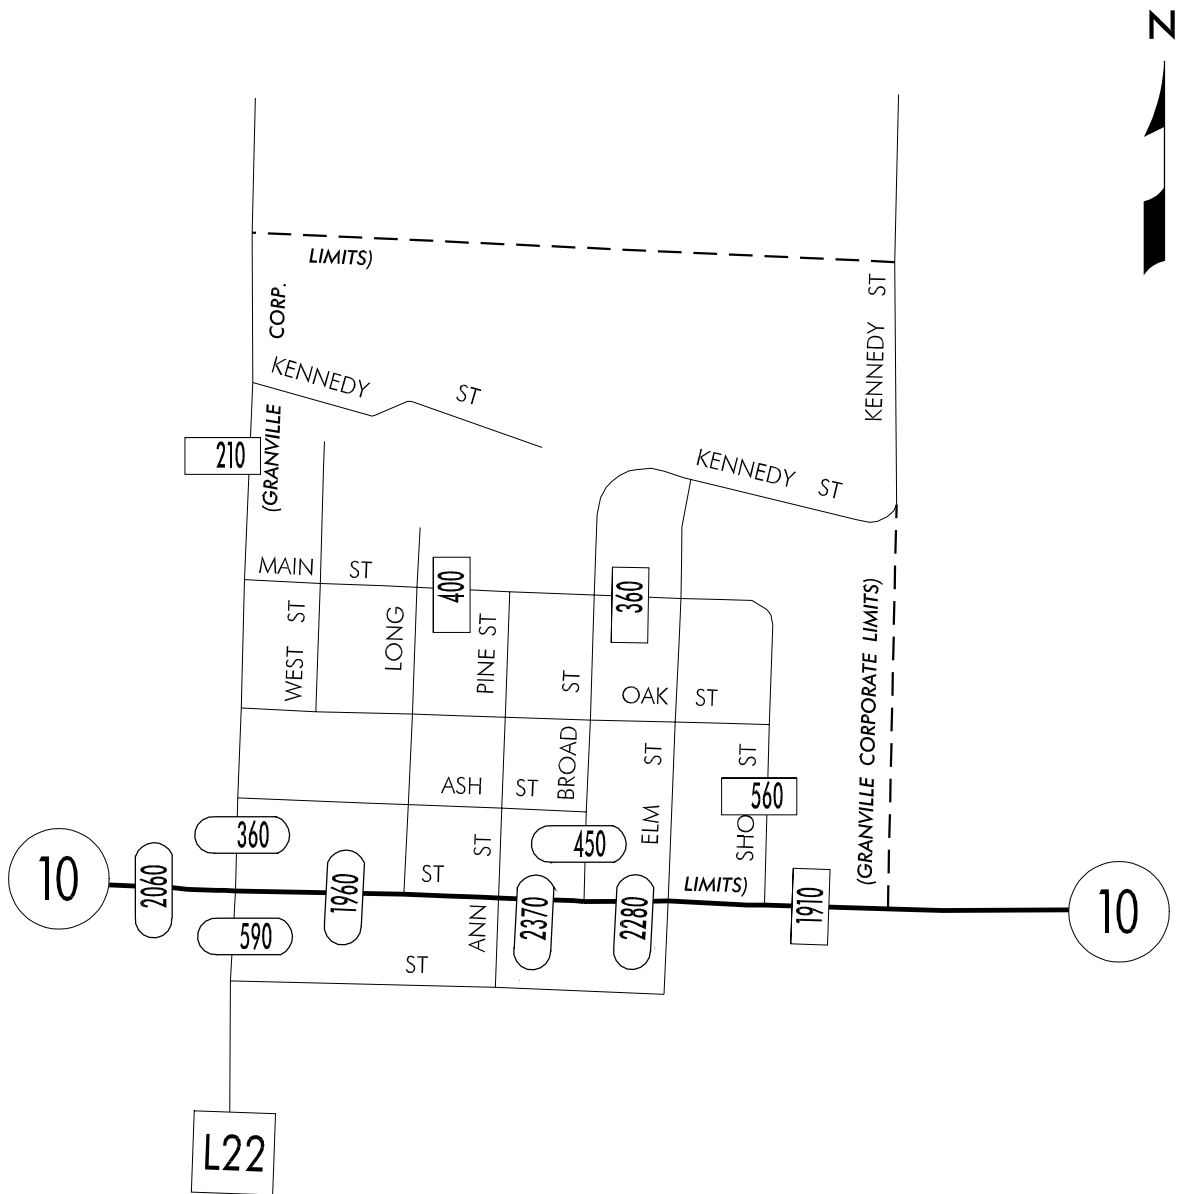 N
LIMITS)
CORP.
(GRANVILLE
KENNEDY ST
KENNEDY ST
KENNEDY ST
210
MAIN ST
400
360
WEST ST
LONG
PINE ST
BROAD ST
OAK ST
ELM ST
SHO ST
560
(GRANVILLE CORPORATE LIMITS)
ASH ST
360
450
10
2060
1960
ST
ANN ST
2370
2280
LIMITS)
1910
10
590
ST
L22